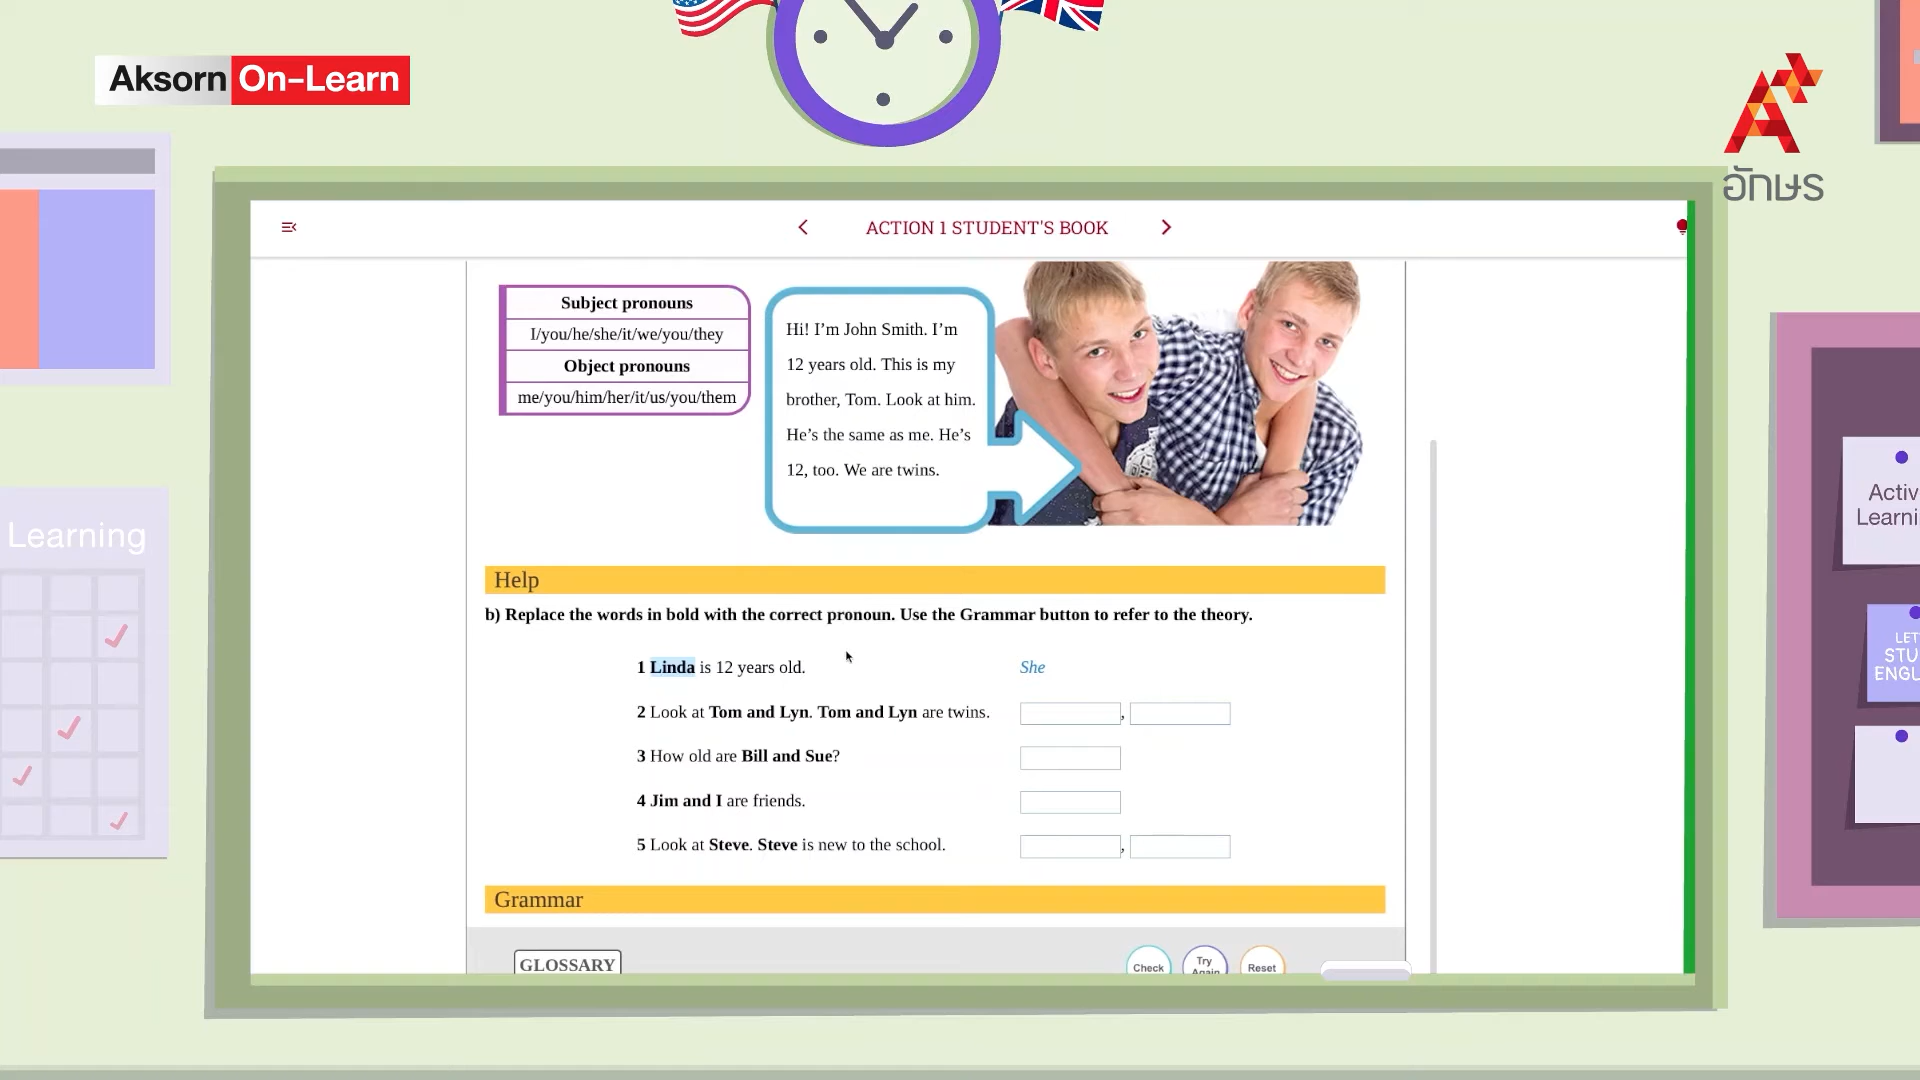 Aksorn On-Learn
อักษร
ACTION 1 STUDENT'S BOOK
Subject pronouns
I/you/he/she/it/we/you/they
Object pronouns
me/you/him/her/it/us/you/them
Hi! I'm John Smith. I'm
12 years old. This is my
brother, Tom. Look at him.
He's the same as me. He's
12, too. We are twins.
Help
b) Replace the words in bold with the correct pronoun. Use the Grammar button to refer to the theory.
1 Linda is 12 years old. She
2 Look at Tom and Lyn. Tom and Lyn are twins. ,
3 How old are Bill and Sue?
4 Jim and I are friends.
5 Look at Steve. Steve is new to the school. ,
Grammar
GLOSSARY
Check
Try
Again
Reset
Learning
Activ
Learni
LET
STU
ENGL